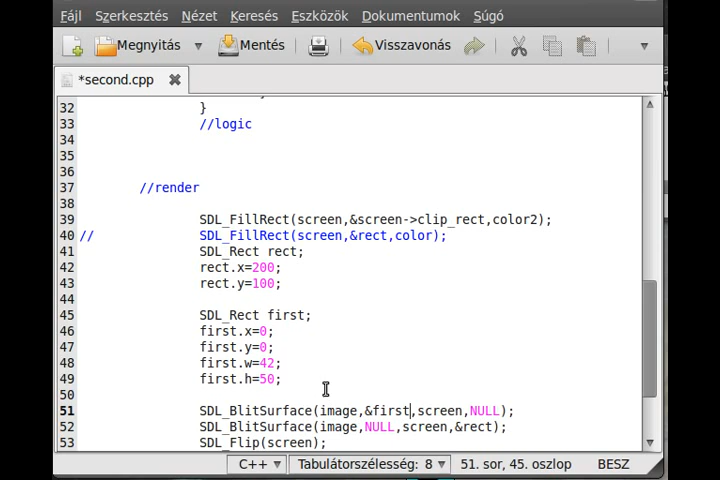 Fájl Szerkesztés Nézet Keresés Eszközök Dokumentumok Súgó
Megnyitás Mentés Visszavonás
*second.cpp
32 }
33 //logic
34
35
36
37 //render
38
39 SDL_FillRect(screen,&screen->clip_rect,color2);
40 // SDL_FillRect(screen,&rect,color);
41 SDL_Rect rect;
42 rect.x=200;
43 rect.y=100;
44
45 SDL_Rect first;
46 first.x=0;
47 first.y=0;
48 first.w=42;
49 first.h=50;
50
51 SDL_BlitSurface(image,&first,screen,NULL);
52 SDL_BlitSurface(image,NULL,screen,&rect);
53 SDL_Flip(screen);
C++ Tabulátorszélesség: 8 51. sor, 45. oszlop BESZ